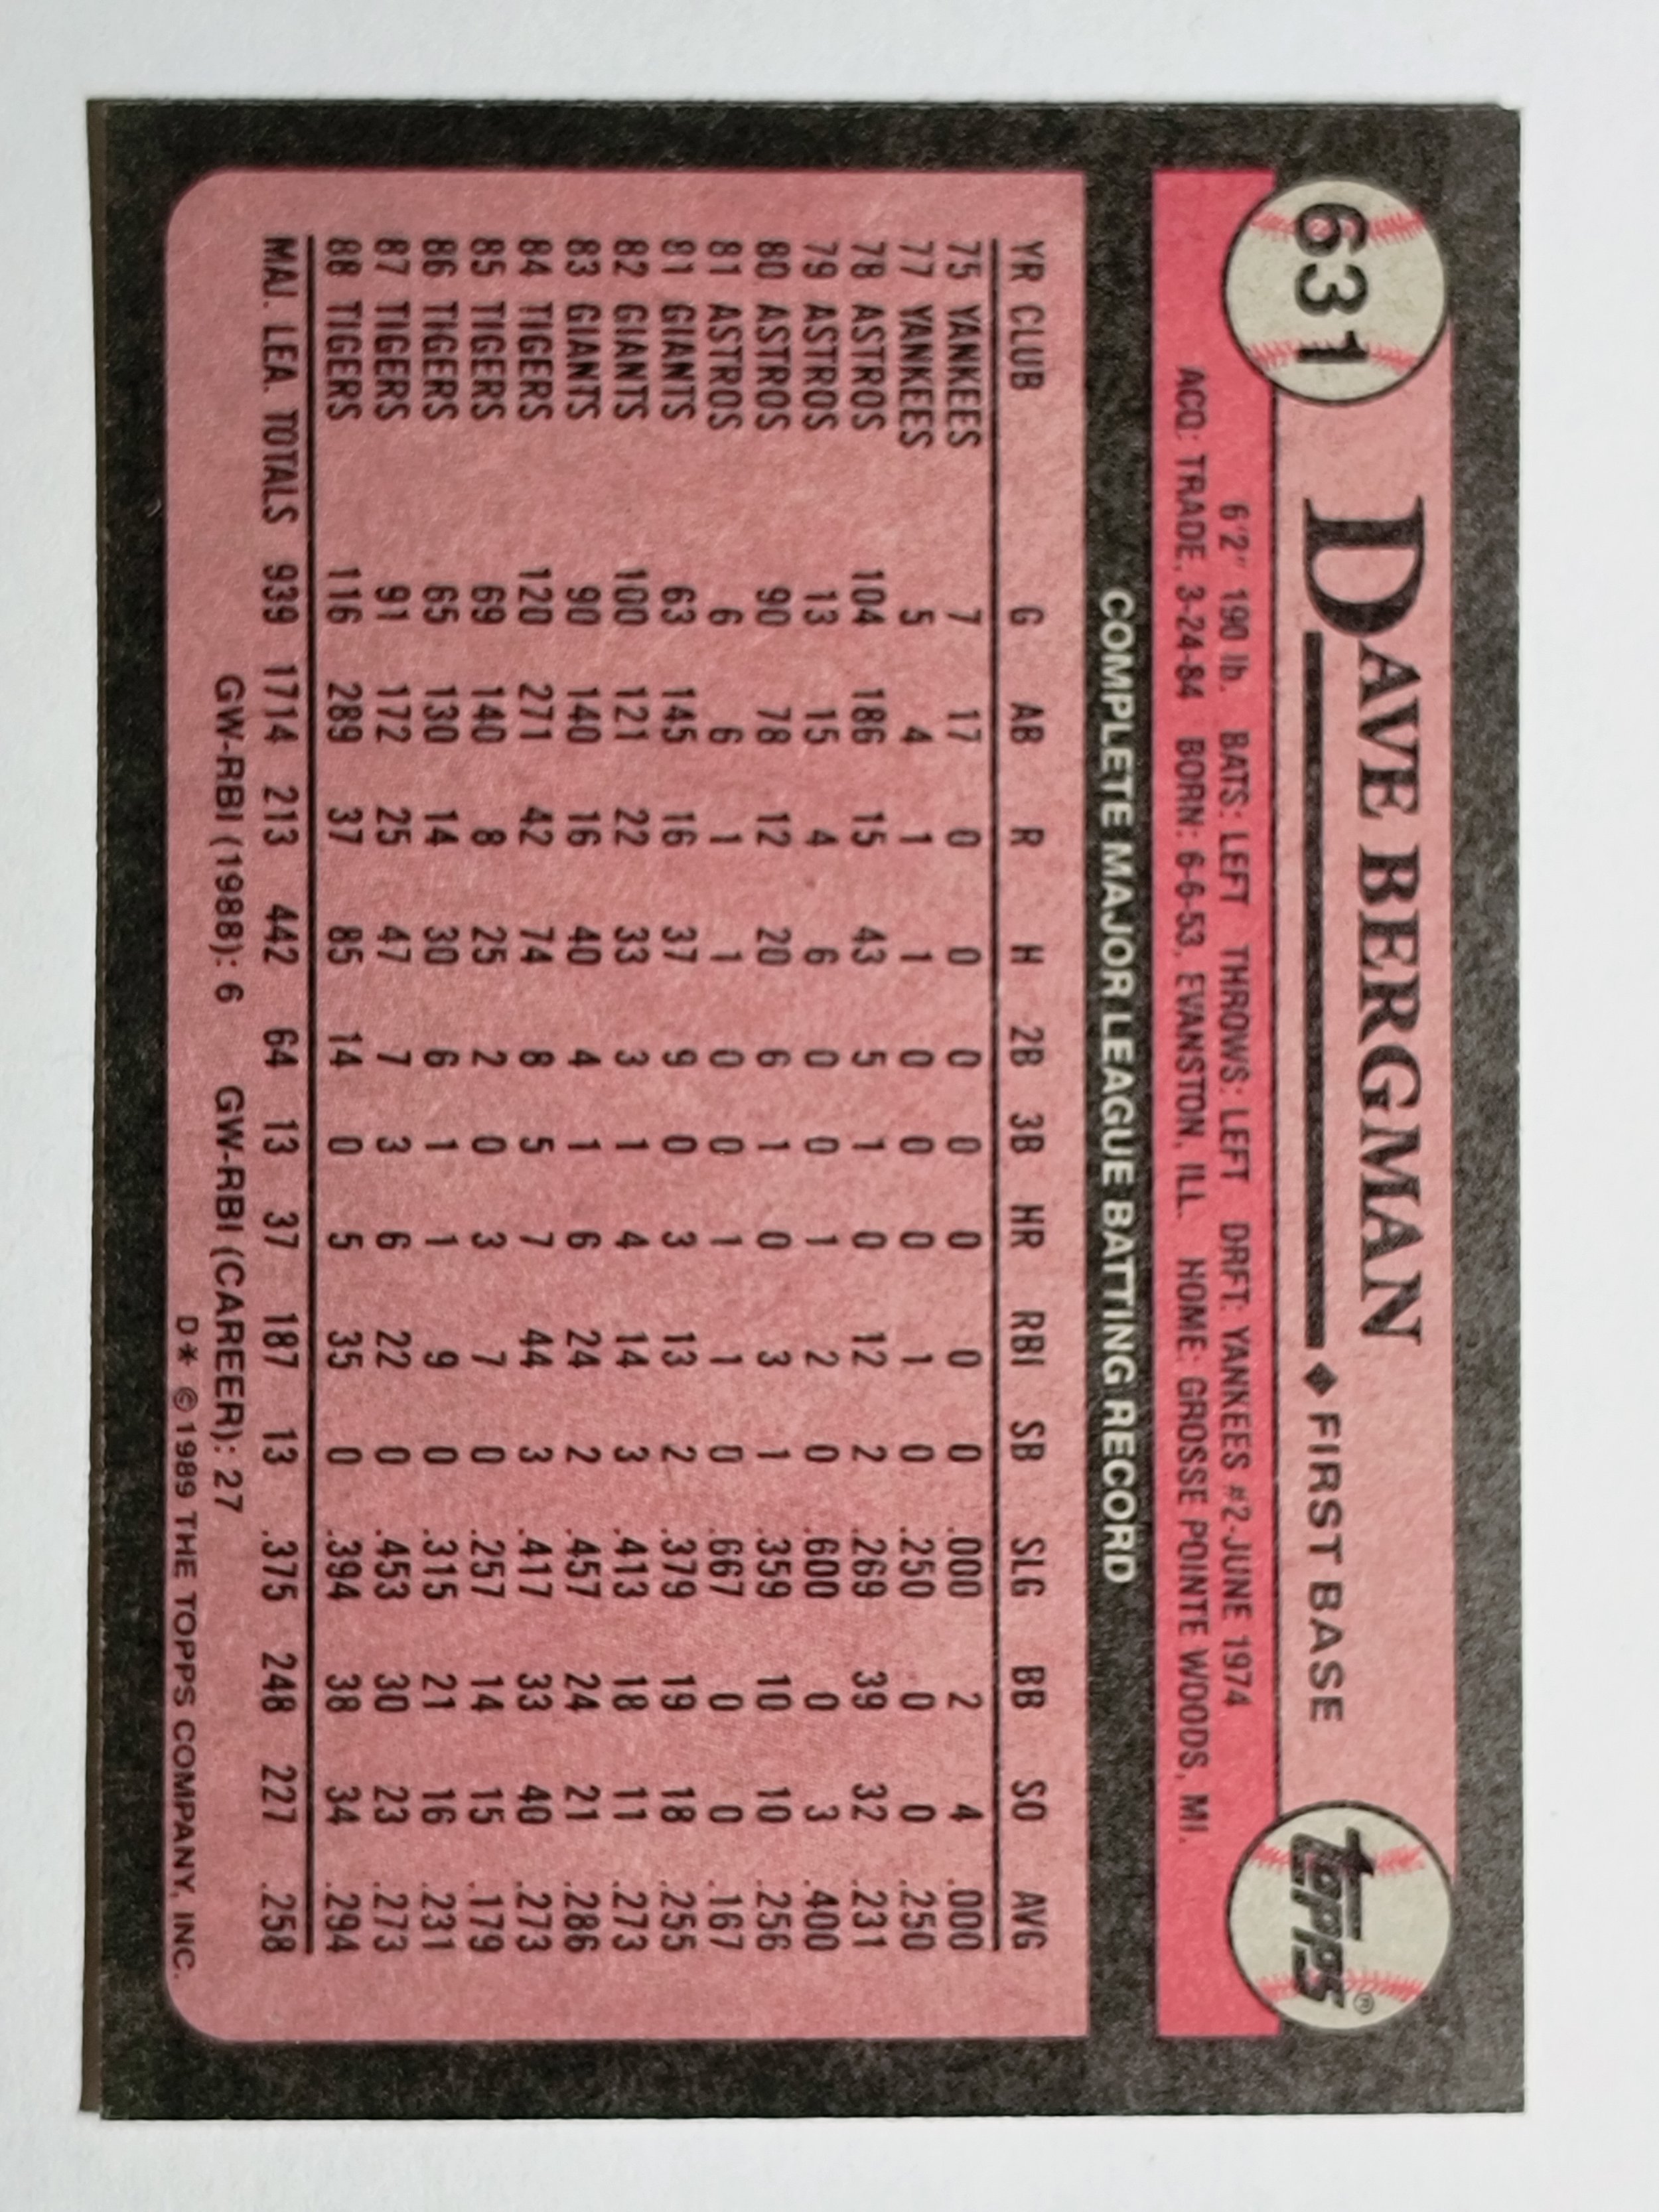 631
DAVE BERGMAN ◆ FIRST BASE
topps®
6'2" 190 lb. BATS: LEFT THROWS: LEFT DRFT: YANKEES #2-JUNE 1974
ACQ: TRADE, 3-24-84 BORN: 6-6-53, EVANSTON, ILL. HOME: GROSSE POINTE WOODS, MI.
COMPLETE MAJOR LEAGUE BATTING RECORD
YR CLUB G AB R H 2B 3B HR RBI SB SLG BB SO AVG
75 YANKEES 7 17 0 0 0 0 0 0 0 .000 2 4 .000
77 YANKEES 5 4 1 1 0 0 0 1 0 .250 0 0 .250
78 ASTROS 104 186 15 43 5 1 0 12 2 .269 39 32 .231
79 ASTROS 13 15 4 6 0 0 1 2 0 .600 0 3 .400
80 ASTROS 90 78 12 20 6 1 0 3 1 .359 10 10 .256
81 ASTROS 6 6 1 1 0 0 1 1 0 .667 0 0 .167
81 GIANTS 63 145 16 37 9 0 3 13 2 .379 19 18 .255
82 GIANTS 100 121 22 33 3 1 4 14 3 .413 18 11 .273
83 GIANTS 90 140 16 40 4 1 6 24 2 .457 24 21 .286
84 TIGERS 120 271 42 74 8 5 7 44 3 .417 33 40 .273
85 TIGERS 69 140 8 25 2 0 3 7 0 .257 14 15 .179
86 TIGERS 65 130 14 30 6 1 1 9 0 .315 21 16 .231
87 TIGERS 91 172 25 47 7 3 6 22 0 .453 30 23 .273
88 TIGERS 116 289 37 85 14 0 5 35 0 .394 38 34 .294
MAJ. LEA. TOTALS 939 1714 213 442 64 13 37 187 13 .375 248 227 .258
GW-RBI (1988): 6 GW-RBI (CAREER): 27
D* ©1989 THE TOPPS COMPANY, INC.